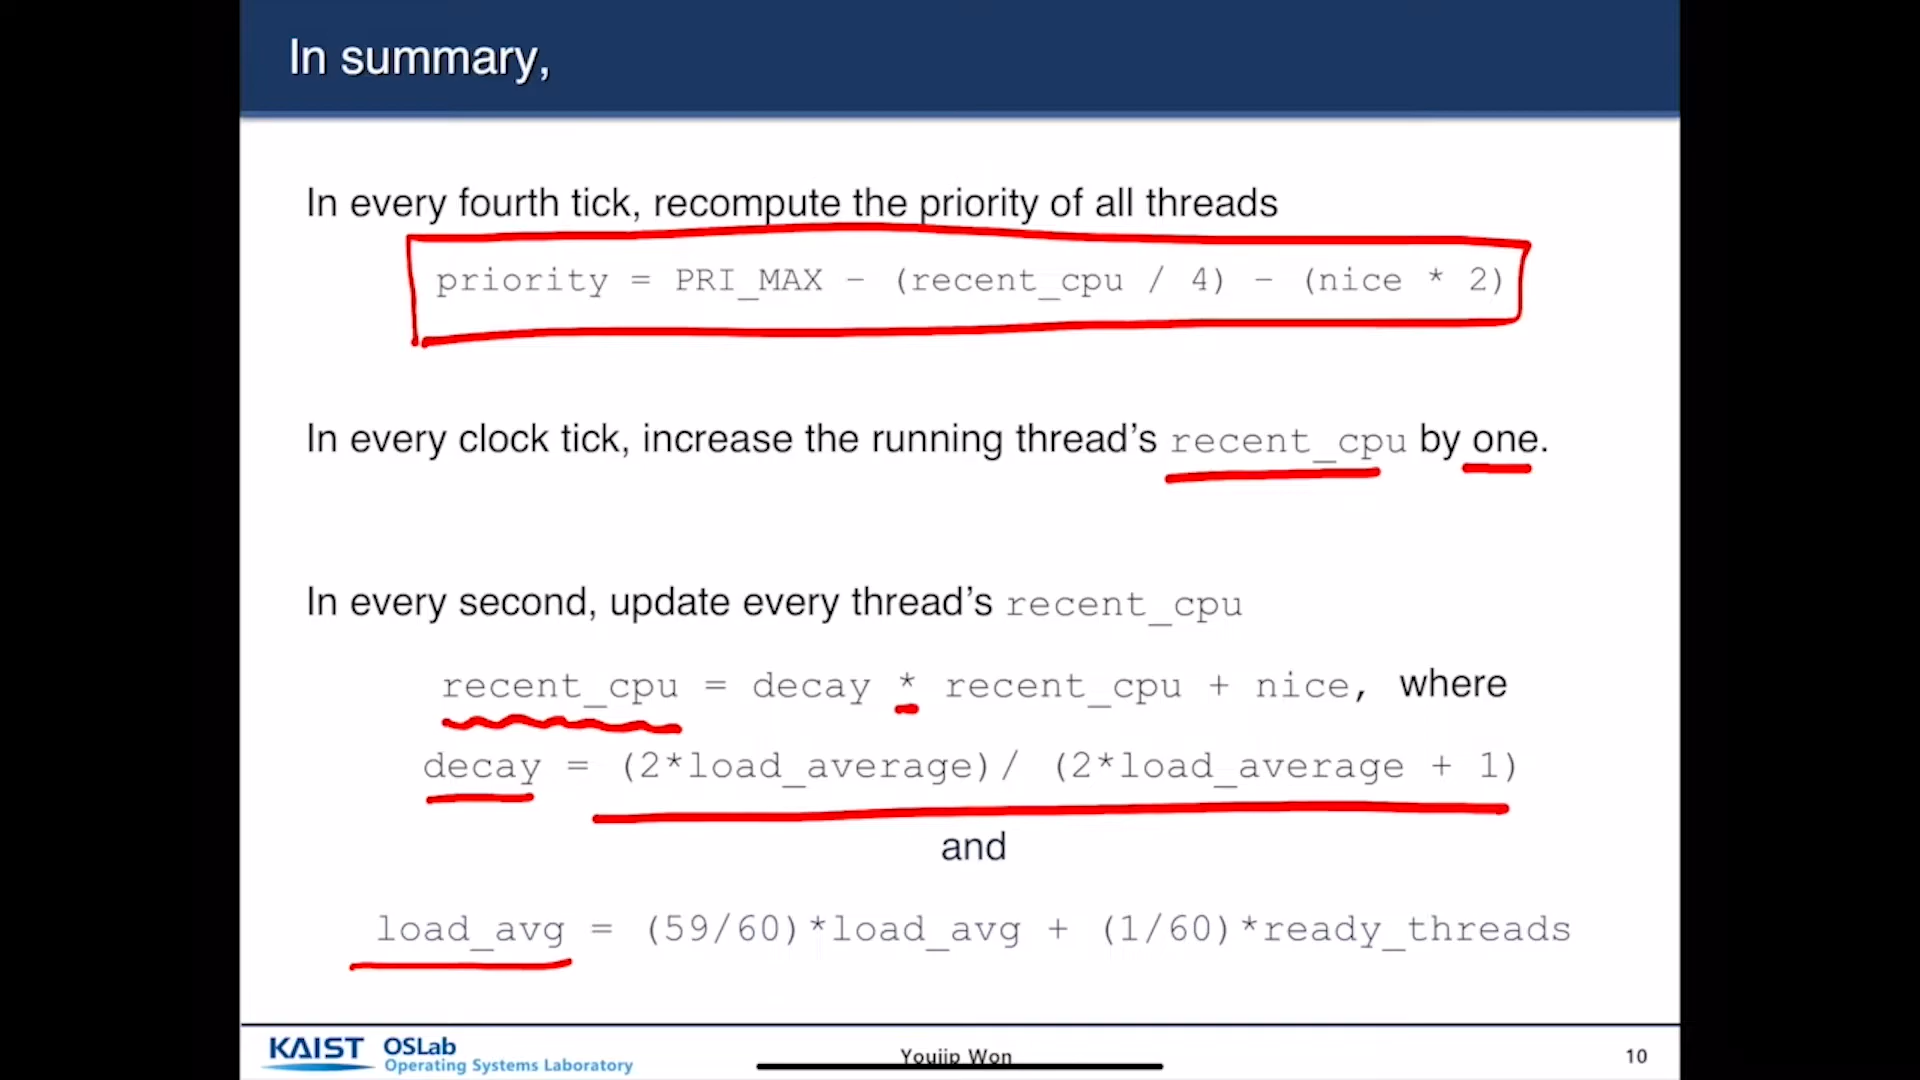 In summary,
In every fourth tick, recompute the priority of all threads
priority = PRI_MAX – (recent_cpu / 4) – (nice * 2)
In every clock tick, increase the running thread’s recent_cpu by one.
In every second, update every thread’s recent_cpu
recent_cpu = decay * recent_cpu + nice, where
decay = (2*load_average)/ (2*load_average + 1)
and
load_avg = (59/60)*load_avg + (1/60)*ready_threads
KAIST OSLab
Operating Systems Laboratory
Youjip Won
10